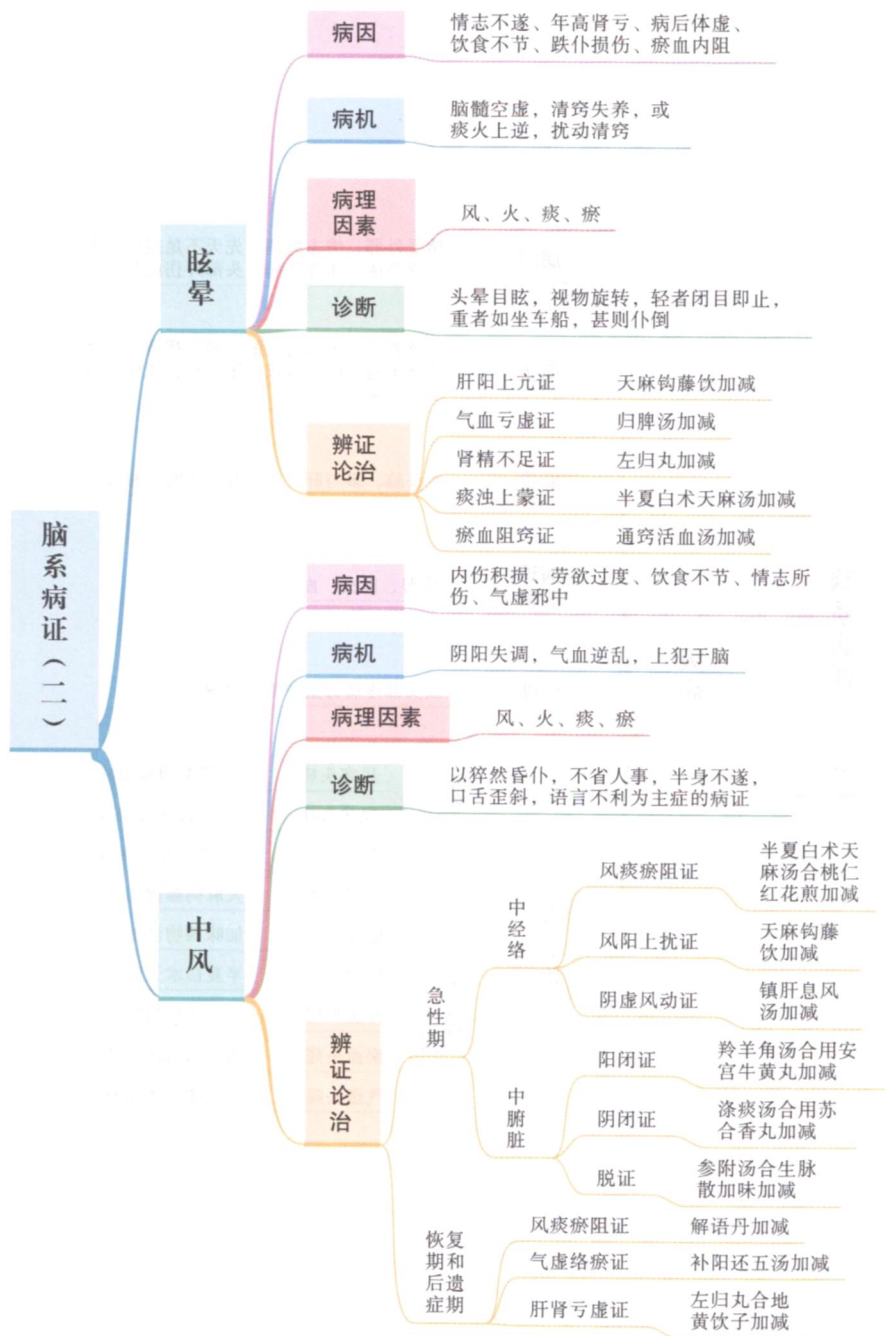 脑系病证（二）
眩晕
病因
情志不遂、年高肾亏、病后体虚、
饮食不节、跌仆损伤、瘀血内阻
病机
脑髓空虚，清窍失养，或
痰火上逆，扰动清窍
病理
因素
风、火、痰、瘀
诊断
头晕目眩，视物旋转，轻者闭目即止，
重者如坐车船，甚则仆倒
辨证
论治
肝阳上亢证 天麻钩藤饮加减
气血亏虚证 归脾汤加减
肾精不足证 左归丸加减
痰浊上蒙证 半夏白术天麻汤加减
瘀血阻窍证 通窍活血汤加减
中风
病因
内伤积损、劳欲过度、饮食不节、情志所
伤、气虚邪中
病机
阴阳失调，气血逆乱，上犯于脑
病理因素
风、火、痰、瘀
诊断
以猝然昏仆，不省人事，半身不遂，
口舌歪斜，语言不利为主症的病证
辨证论治
急性期
中经络
风痰瘀阻证
半夏白术天
麻汤合桃仁
红花煎加减
风阳上扰证
天麻钩藤
饮加减
阴虚风动证
镇肝息风
汤加减
中腑脏
阳闭证
羚羊角汤合用安
宫牛黄丸加减
阴闭证
涤痰汤合用苏
合香丸加减
脱证
参附汤合生脉
散加味加减
恢复
期和
后遗
症期
风痰瘀阻证 解语丹加减
气虚络瘀证 补阳还五汤加减
肝肾亏虚证
左归丸合地
黄饮子加减